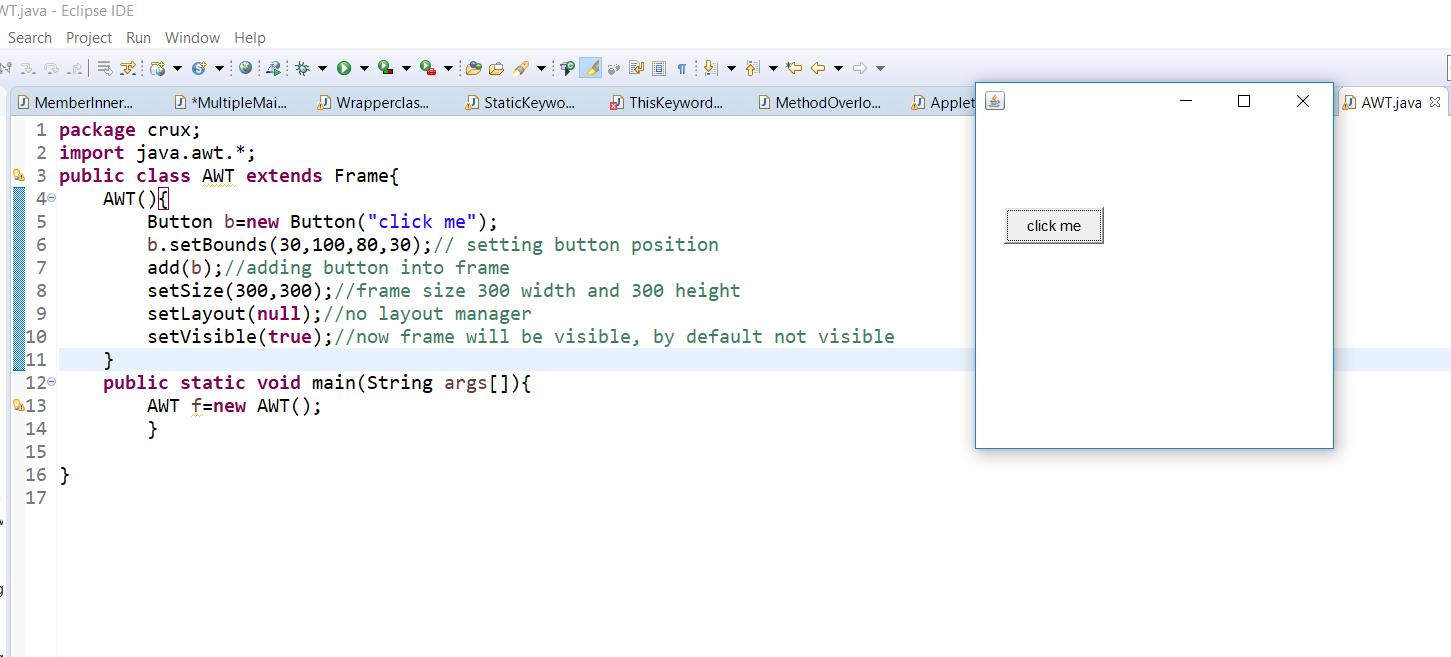 WT.java - Eclipse IDE
Search Project Run Window Help
MemberInner... *MultipleMai... Wrapperclas... StaticKeywo... ThisKeyword... MethodOverlo... Applet AWT.java
1 package crux;
2 import java.awt.*;
3 public class AWT extends Frame{
4 AWT(){
5 Button b=new Button("click me");
6 b.setBounds(30,100,80,30);// setting button position
7 add(b);//adding button into frame
8 setSize(300,300);//frame size 300 width and 300 height
9 setLayout(null);//no layout manager
10 setVisible(true);//now frame will be visible, by default not visible
11 }
12 public static void main(String args[]){
13 AWT f=new AWT();
14 }
15
16 }
17
click me